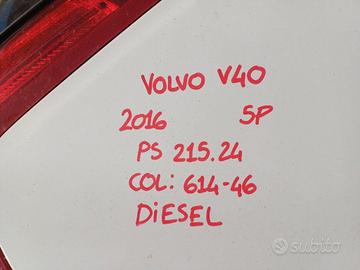 VOLVO V40
2016 5P
PS 215.24
COL: 614-46
DiESEL
subito